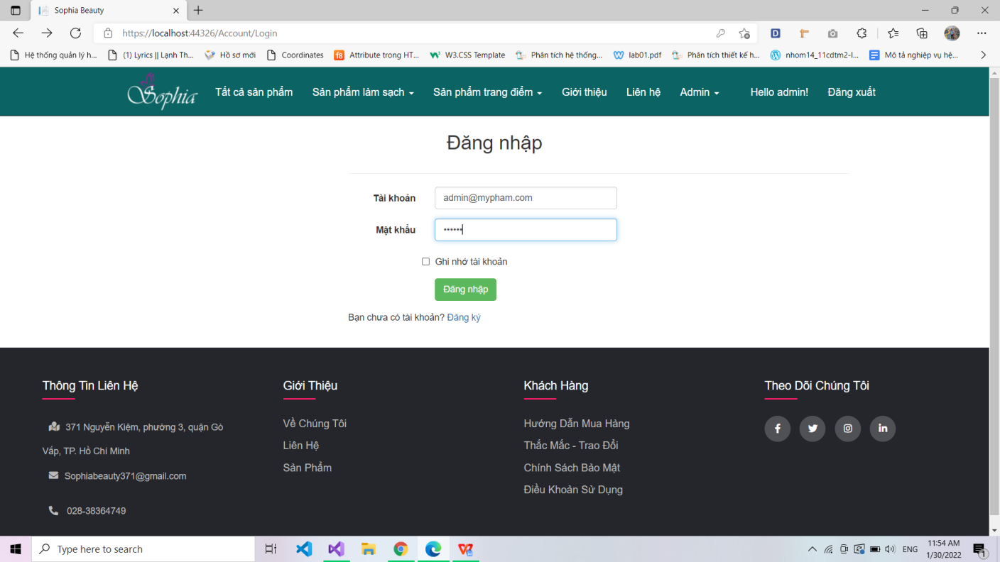 Sophia Beauty
https://localhost:44326/Account/Login
Hệ thống quản lý h... (1) Lyrics || Lạnh Th... Hồ sơ mới Coordinates f8 Attribute trong HT... W3.CSS Template Phân tích hệ thống... lab01.pdf Phân tích thiết kế h... nhom14_11cdtm2-l... Mô tả nghiệp vụ hệ...
Sophia Tất cả sản phẩm Sản phẩm làm sạch Sản phẩm trang điểm Giới thiệu Liên hệ Admin Hello admin! Đăng xuất
Đăng nhập
Tài khoản admin@mypham.com
Mật khẩu ••••••
Ghi nhớ tài khoản
Đăng nhập
Bạn chưa có tài khoản? Đăng ký
Thông Tin Liên Hệ
371 Nguyễn Kiệm, phường 3, quận Gò
Vấp, TP. Hồ Chí Minh
Sophiabeauty371@gmail.com
028-38364749
Giới Thiệu
Về Chúng Tôi
Liên Hệ
Sản Phẩm
Khách Hàng
Hướng Dẫn Mua Hàng
Thắc Mắc - Trao Đổi
Chính Sách Bảo Mật
Điều Khoản Sử Dụng
Theo Dõi Chúng Tôi
Type here to search
ENG
11:54 AM
1/30/2022
1